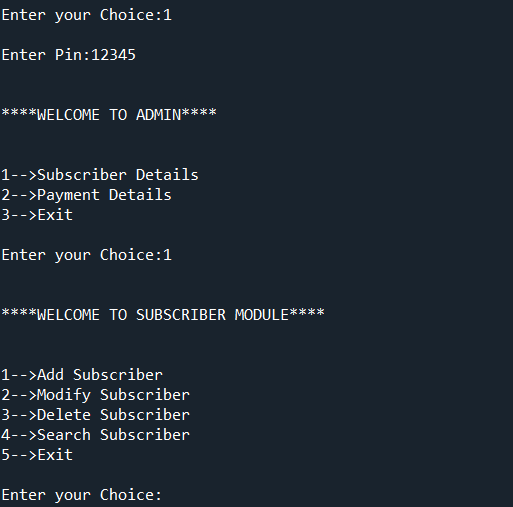 Enter your Choice:1
Enter Pin:12345
****WELCOME TO ADMIN****
1-->Subscriber Details
2-->Payment Details
3-->Exit
Enter your Choice:1
****WELCOME TO SUBSCRIBER MODULE****
1-->Add Subscriber
2-->Modify Subscriber
3-->Delete Subscriber
4-->Search Subscriber
5-->Exit
Enter your Choice: